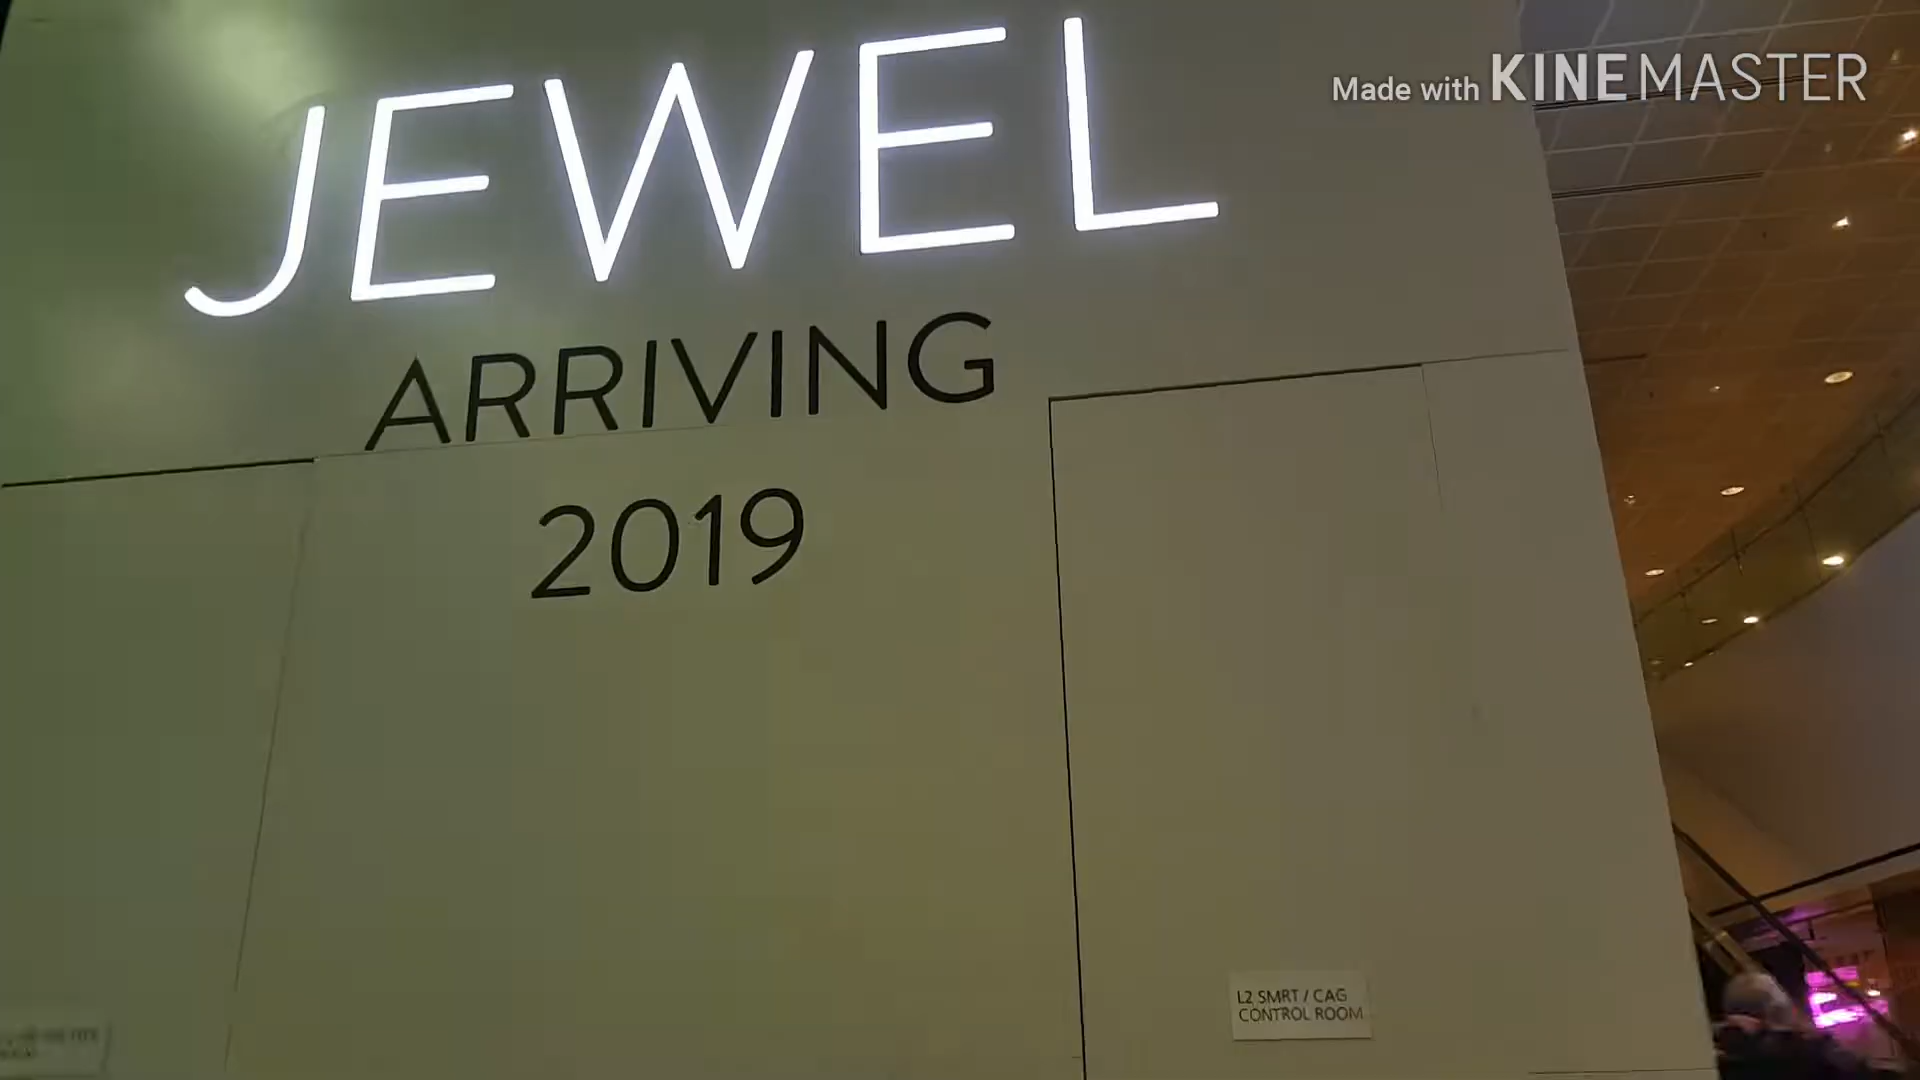 JEWEL
Made with KINEMASTER
ARRIVING
2019
L2 SMRT / CAG
CONTROL ROOM